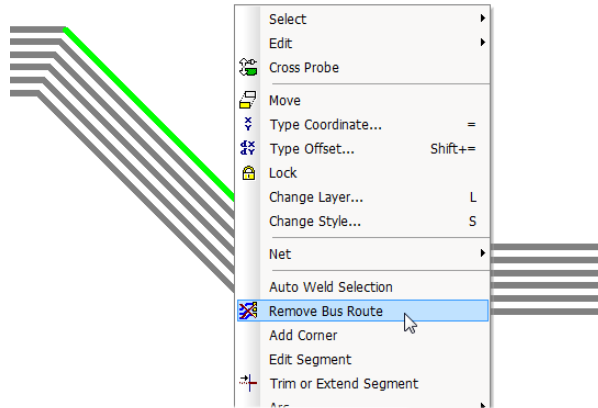 Select
Edit
Cross Probe
Move
Type Coordinate... =
Type Offset... Shift+=
Lock
Change Layer... L
Change Style... S
Net
Auto Weld Selection
Remove Bus Route
Add Corner
Edit Segment
Trim or Extend Segment